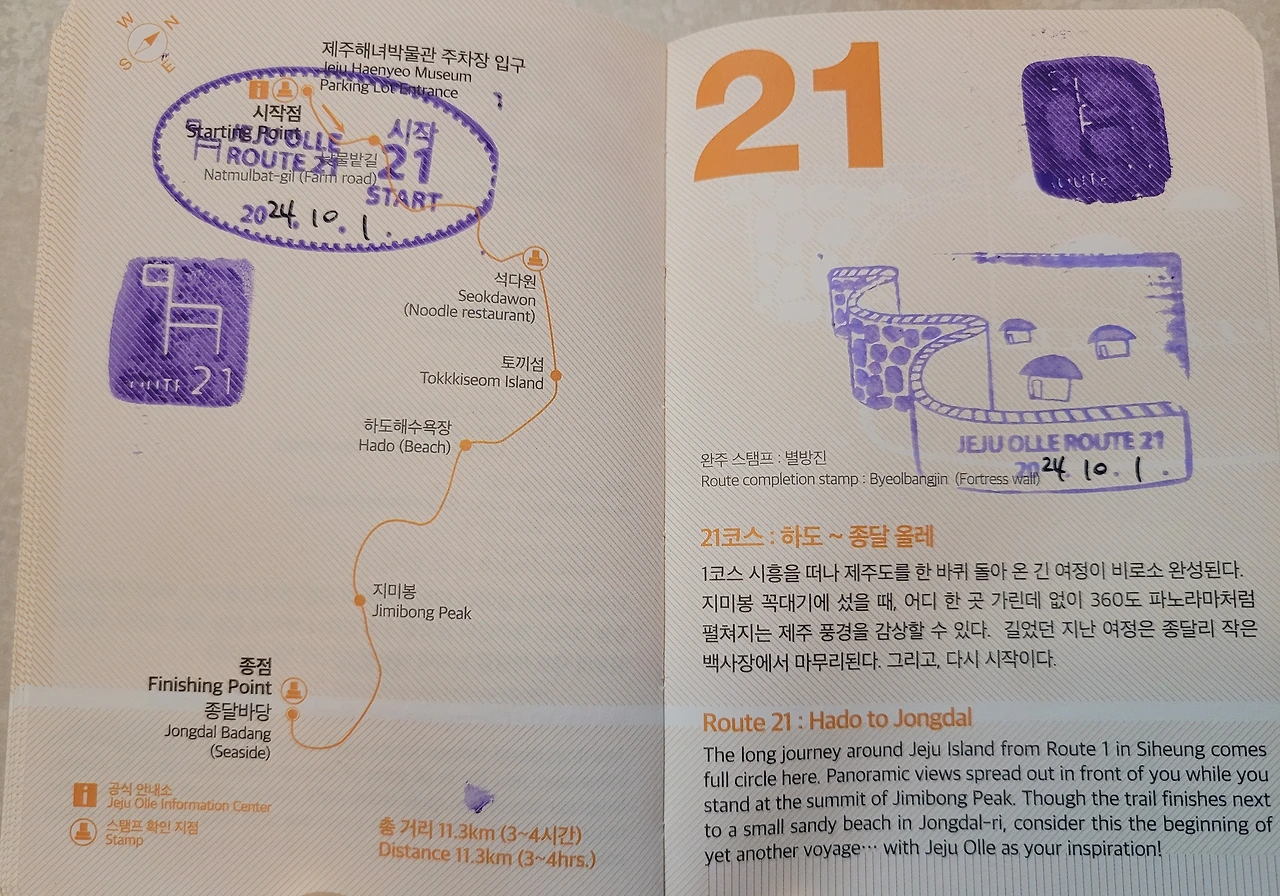 W
N
S
E
제주해녀박물관 주차장 입구
Jeju Haenyeo Museum
Parking Lot Entrance
시작점
Starting Point
JEJU OLLE
ROUTE 21
시작
21
START
Natmulbat-gil (Farm road)
2024. 10. 1.
석다원
Seokdawon
(Noodle restaurant)
ROUTE 21
토끼섬
Tokkkiseom Island
하도해수욕장
Hado (Beach)
지미봉
Jimibong Peak
종점
Finishing Point
종달바당
Jongdal Badang
(Seaside)
공식 안내소
Jeju Olle Information Center
스탬프 확인 지점
Stamp
총 거리 11.3km (3~4시간)
Distance 11.3km (3~4hrs.)
21
JEJU OLLE ROUTE 21
2024. 10. 1.
완주 스탬프 : 별방진
Route completion stamp : Byeolbangjin (Fortress wall)
21코스 : 하도 ~ 종달 올레
1코스 시흥을 떠나 제주도를 한 바퀴 돌아 온 긴 여정이 비로소 완성된다.
지미봉 꼭대기에 섰을 때, 어디 한 곳 가린데 없이 360도 파노라마처럼
펼쳐지는 제주 풍경을 감상할 수 있다. 길었던 지난 여정은 종달리 작은
백사장에서 마무리된다. 그리고, 다시 시작이다.
Route 21 : Hado to Jongdal
The long journey around Jeju Island from Route 1 in Siheung comes
full circle here. Panoramic views spread out in front of you while you
stand at the summit of Jimibong Peak. Though the trail finishes next
to a small sandy beach in Jongdal-ri, consider this the beginning of
yet another voyage… with Jeju Olle as your inspiration!